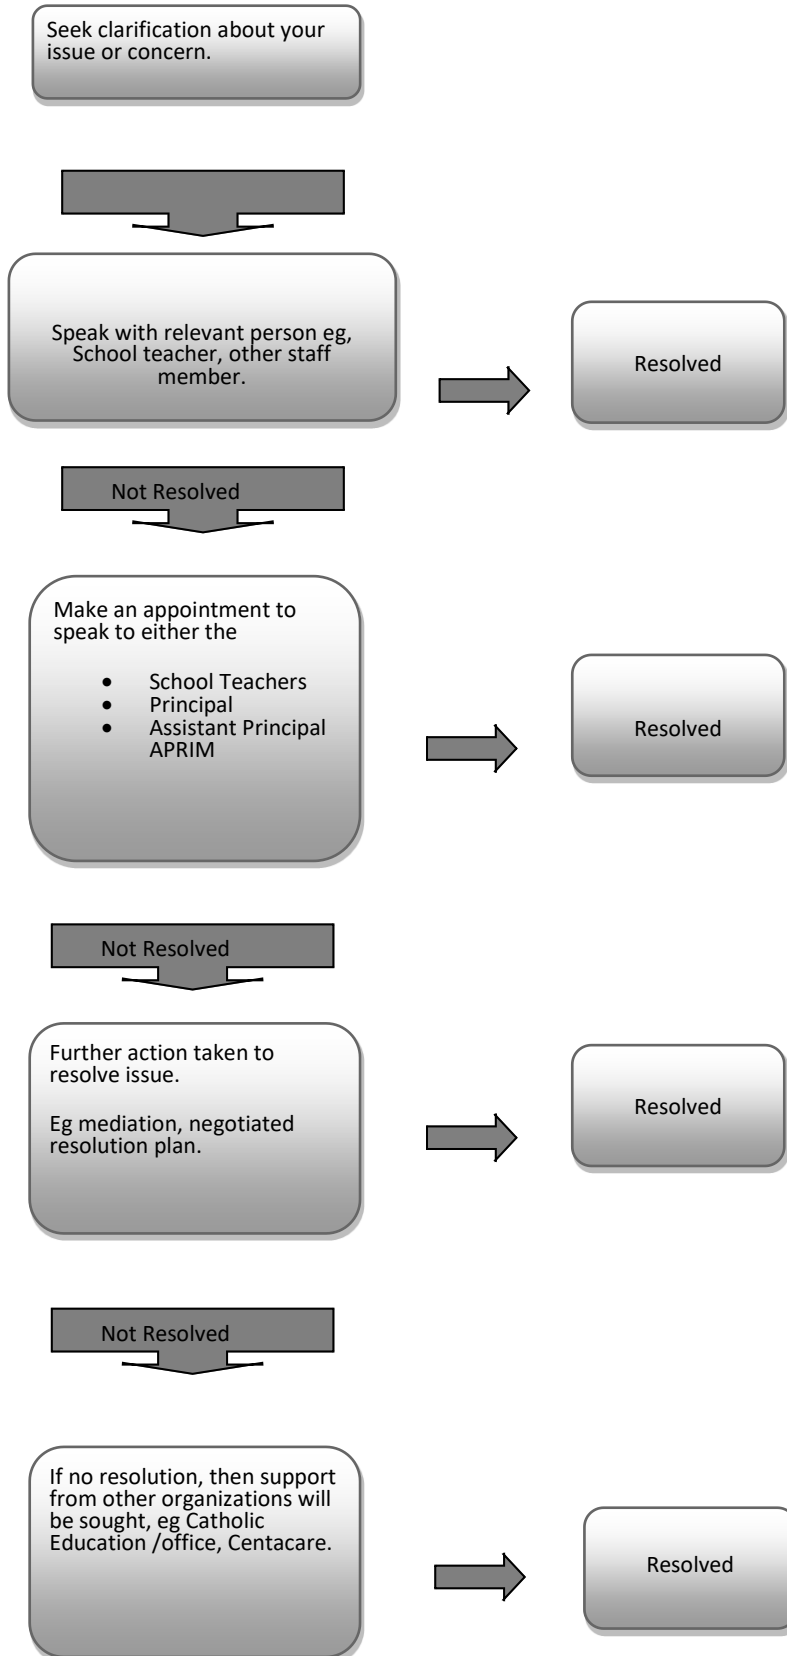 Seek clarification about your
issue or concern.
Speak with relevant person eg,
School teacher, other staff
member.
Resolved
Not Resolved
Make an appointment to
speak to either the
• School Teachers
• Principal
• Assistant Principal
APRIM
Resolved
Not Resolved
Further action taken to
resolve issue.
Eg mediation, negotiated
resolution plan.
Resolved
Not Resolved
If no resolution, then support
from other organizations will
be sought, eg Catholic
Education /office, Centacare.
Resolved